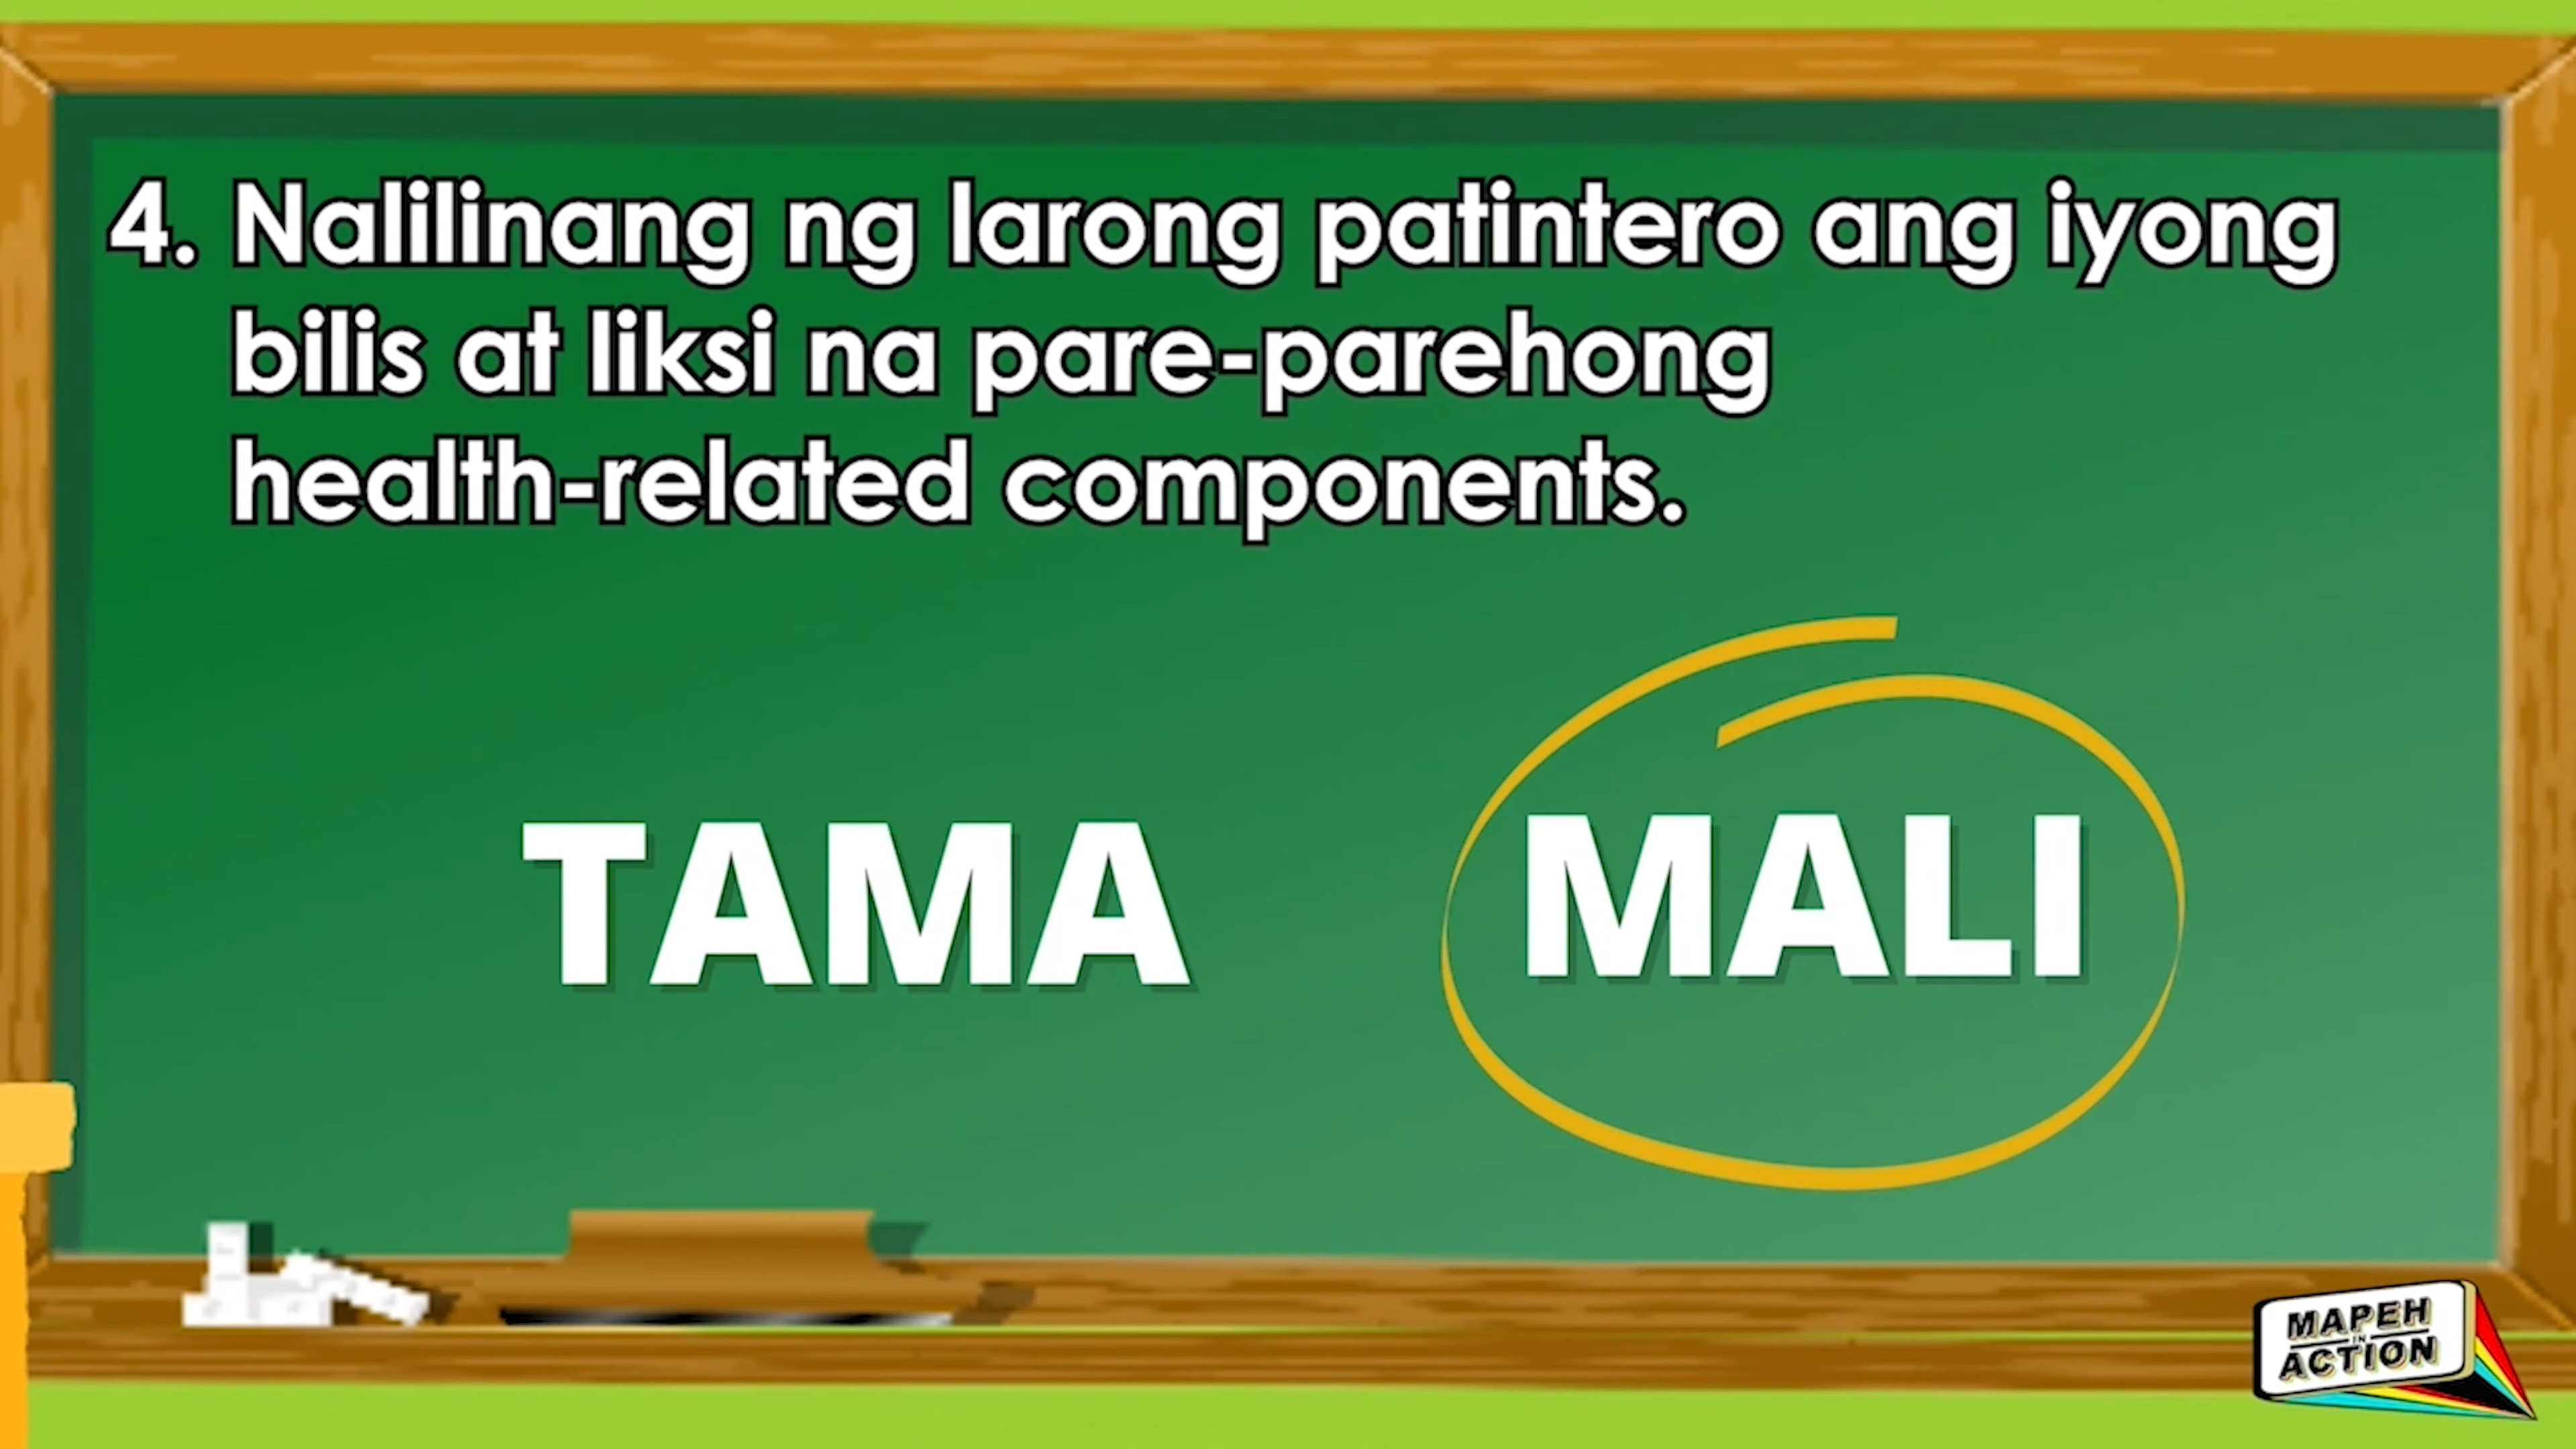 4. Nalilinang ng larong patintero ang iyong
bilis at liksi na pare-parehong
health-related components.
TAMA
MALI
MAPEH
IN
ACTION